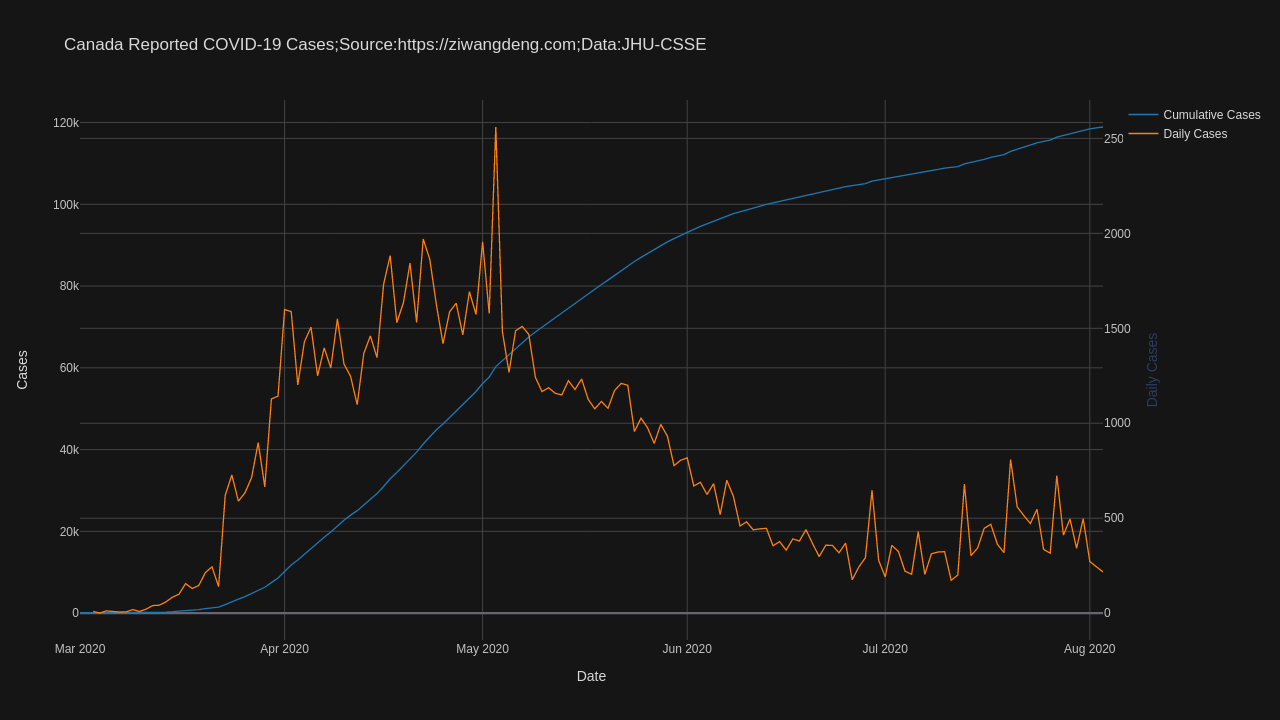 Canada Reported COVID-19 Cases;Source:https://ziwangdeng.com;Data:JHU-CSSE
Cumulative Cases
Daily Cases
120k
100k
80k
60k
40k
20k
0
Cases
250
2000
1500
1000
500
0
Daily Cases
Mar 2020
Apr 2020
May 2020
Jun 2020
Jul 2020
Aug 2020
Date